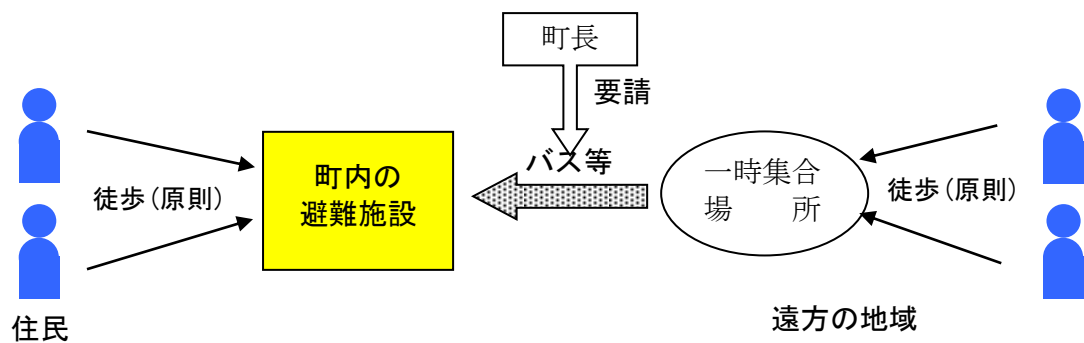 町長
要請
バス等
町内の
避難施設
一時集合
場　　所
徒歩（原則）
徒歩（原則）
住民
遠方の地域